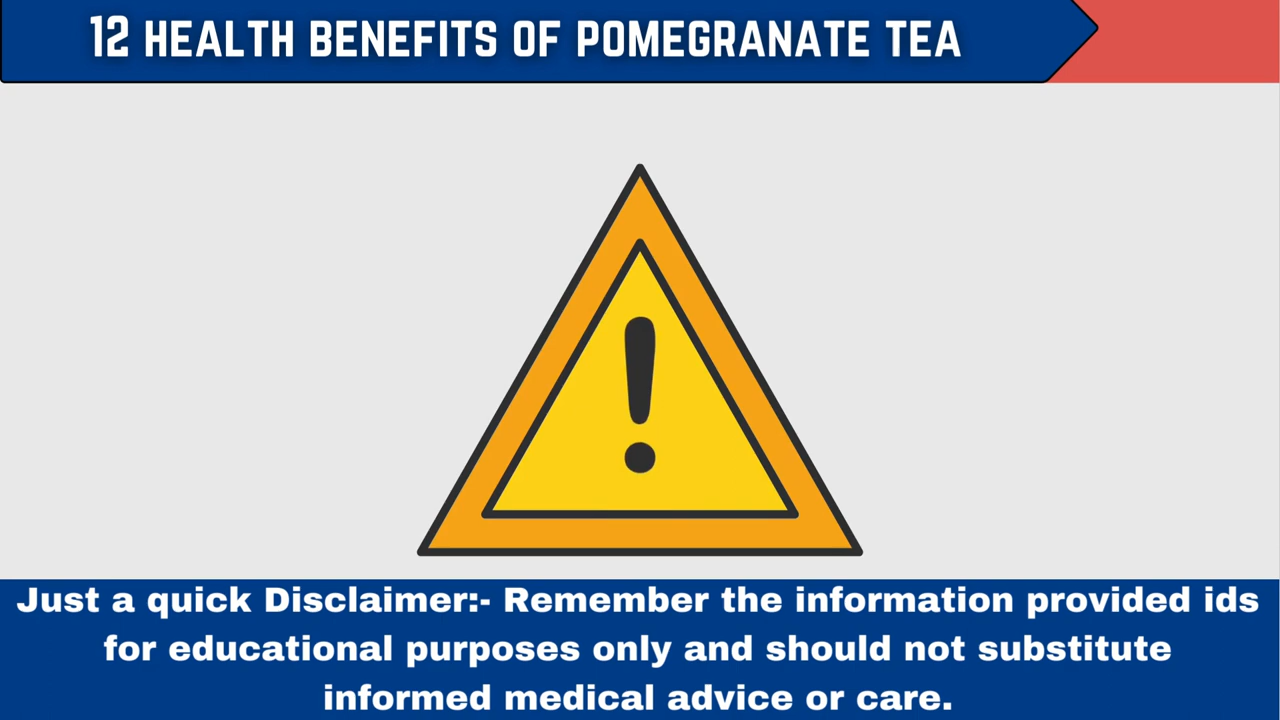 12 HEALTH BENEFITS OF POMEGRANATE TEA
Just a quick Disclaimer:- Remember the information provided ids
for educational purposes only and should not substitute
informed medical advice or care.